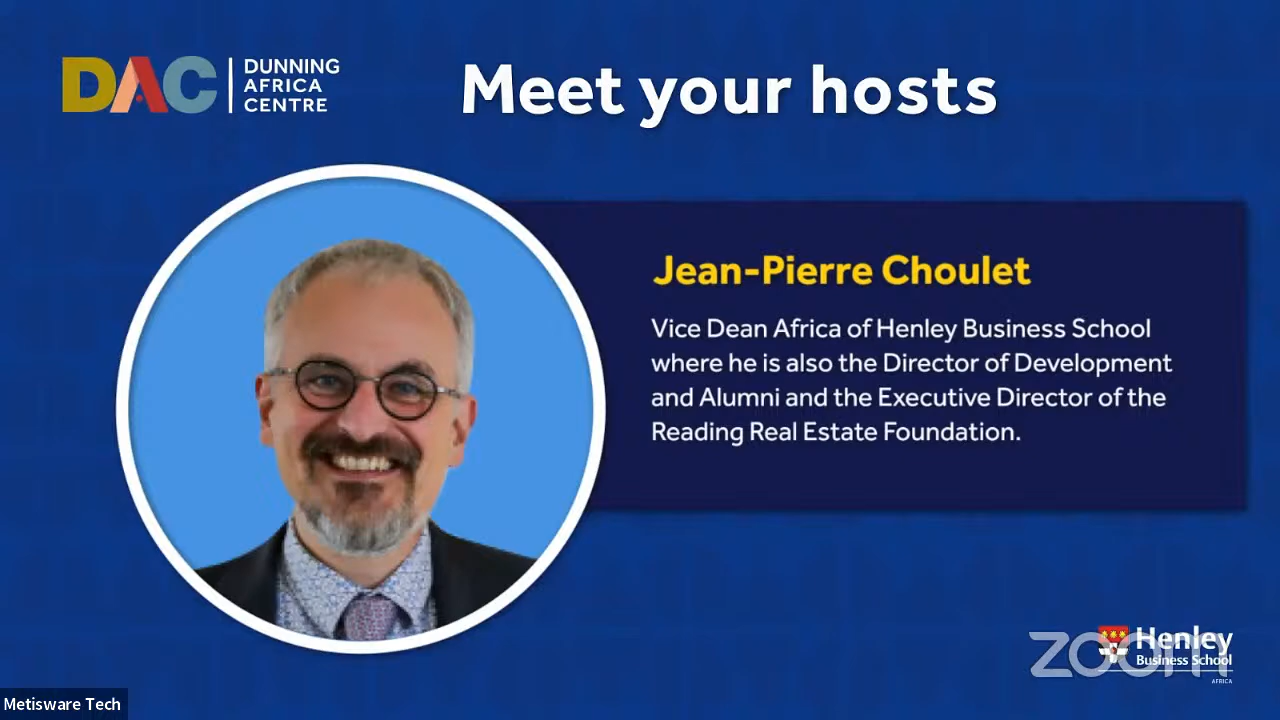 DAC
DUNNING
AFRICA
CENTRE
Meet your hosts
Jean-Pierre Choulet
Vice Dean Africa of Henley Business School
where he is also the Director of Development
and Alumni and the Executive Director of the
Reading Real Estate Foundation.
Henley
Business School
AFRICA
zoom
Metisware Tech